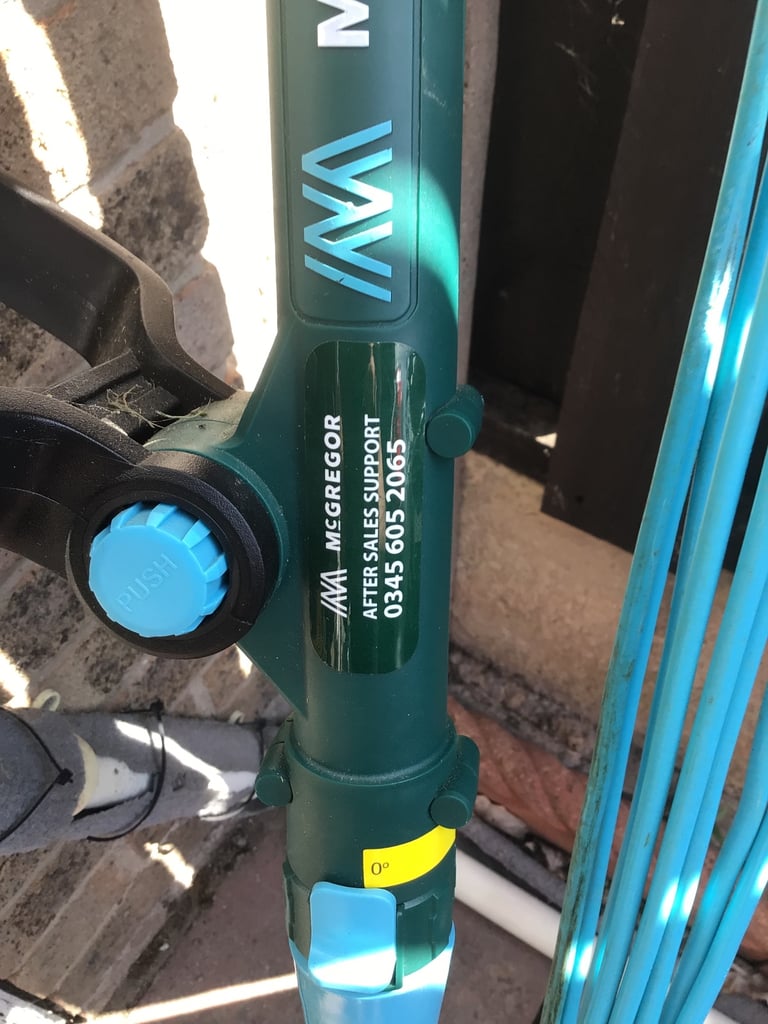 M
McGREGOR
AFTER SALES SUPPORT
0345 605 2065
PUSH
0°